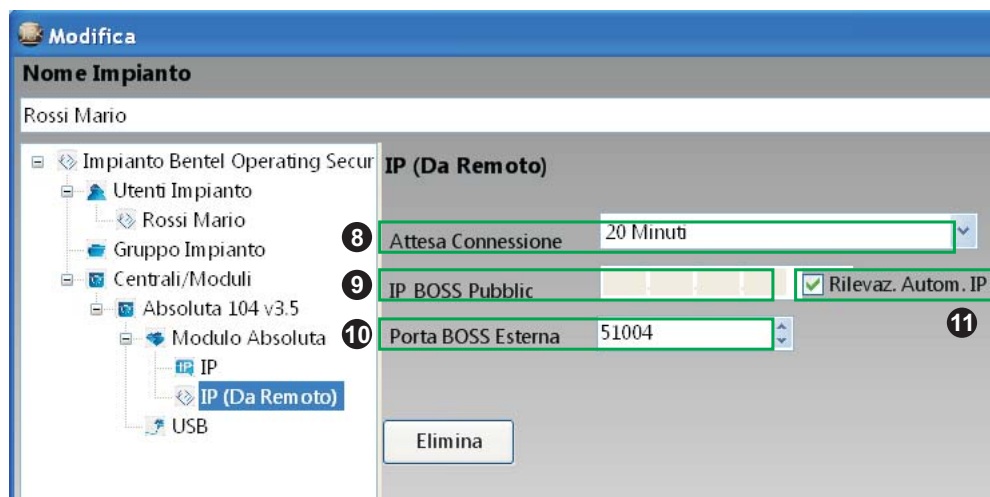 Modifica
Nome Impianto
Rossi Mario
Impianto Bentel Operating Secur
Utenti Impianto
Rossi Mario
Gruppo Impianto
Centrali/Moduli
Absoluta 104 v3.5
Modulo Absoluta
IP
IP (Da Remoto)
USB
IP (Da Remoto)
8 Attesa Connessione 20 Minuti
9 IP BOSS Pubblic Rilevaz. Autom. IP
11
10 Porta BOSS Esterna 51004
Elimina